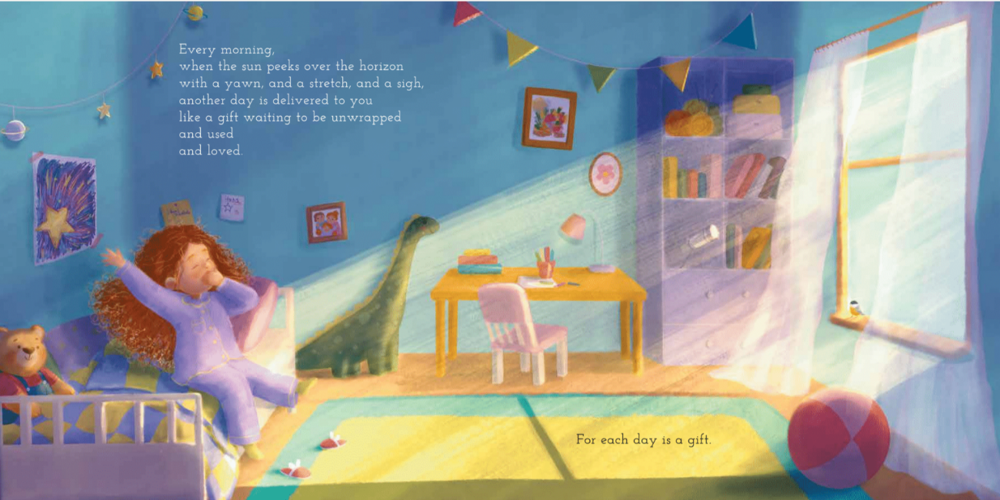 Every morning,
when the sun peeks over the horizon
with a yawn, and a stretch, and a sigh,
another day is delivered to you
like a gift waiting to be unwrapped
and used
and loved.
For each day is a gift.